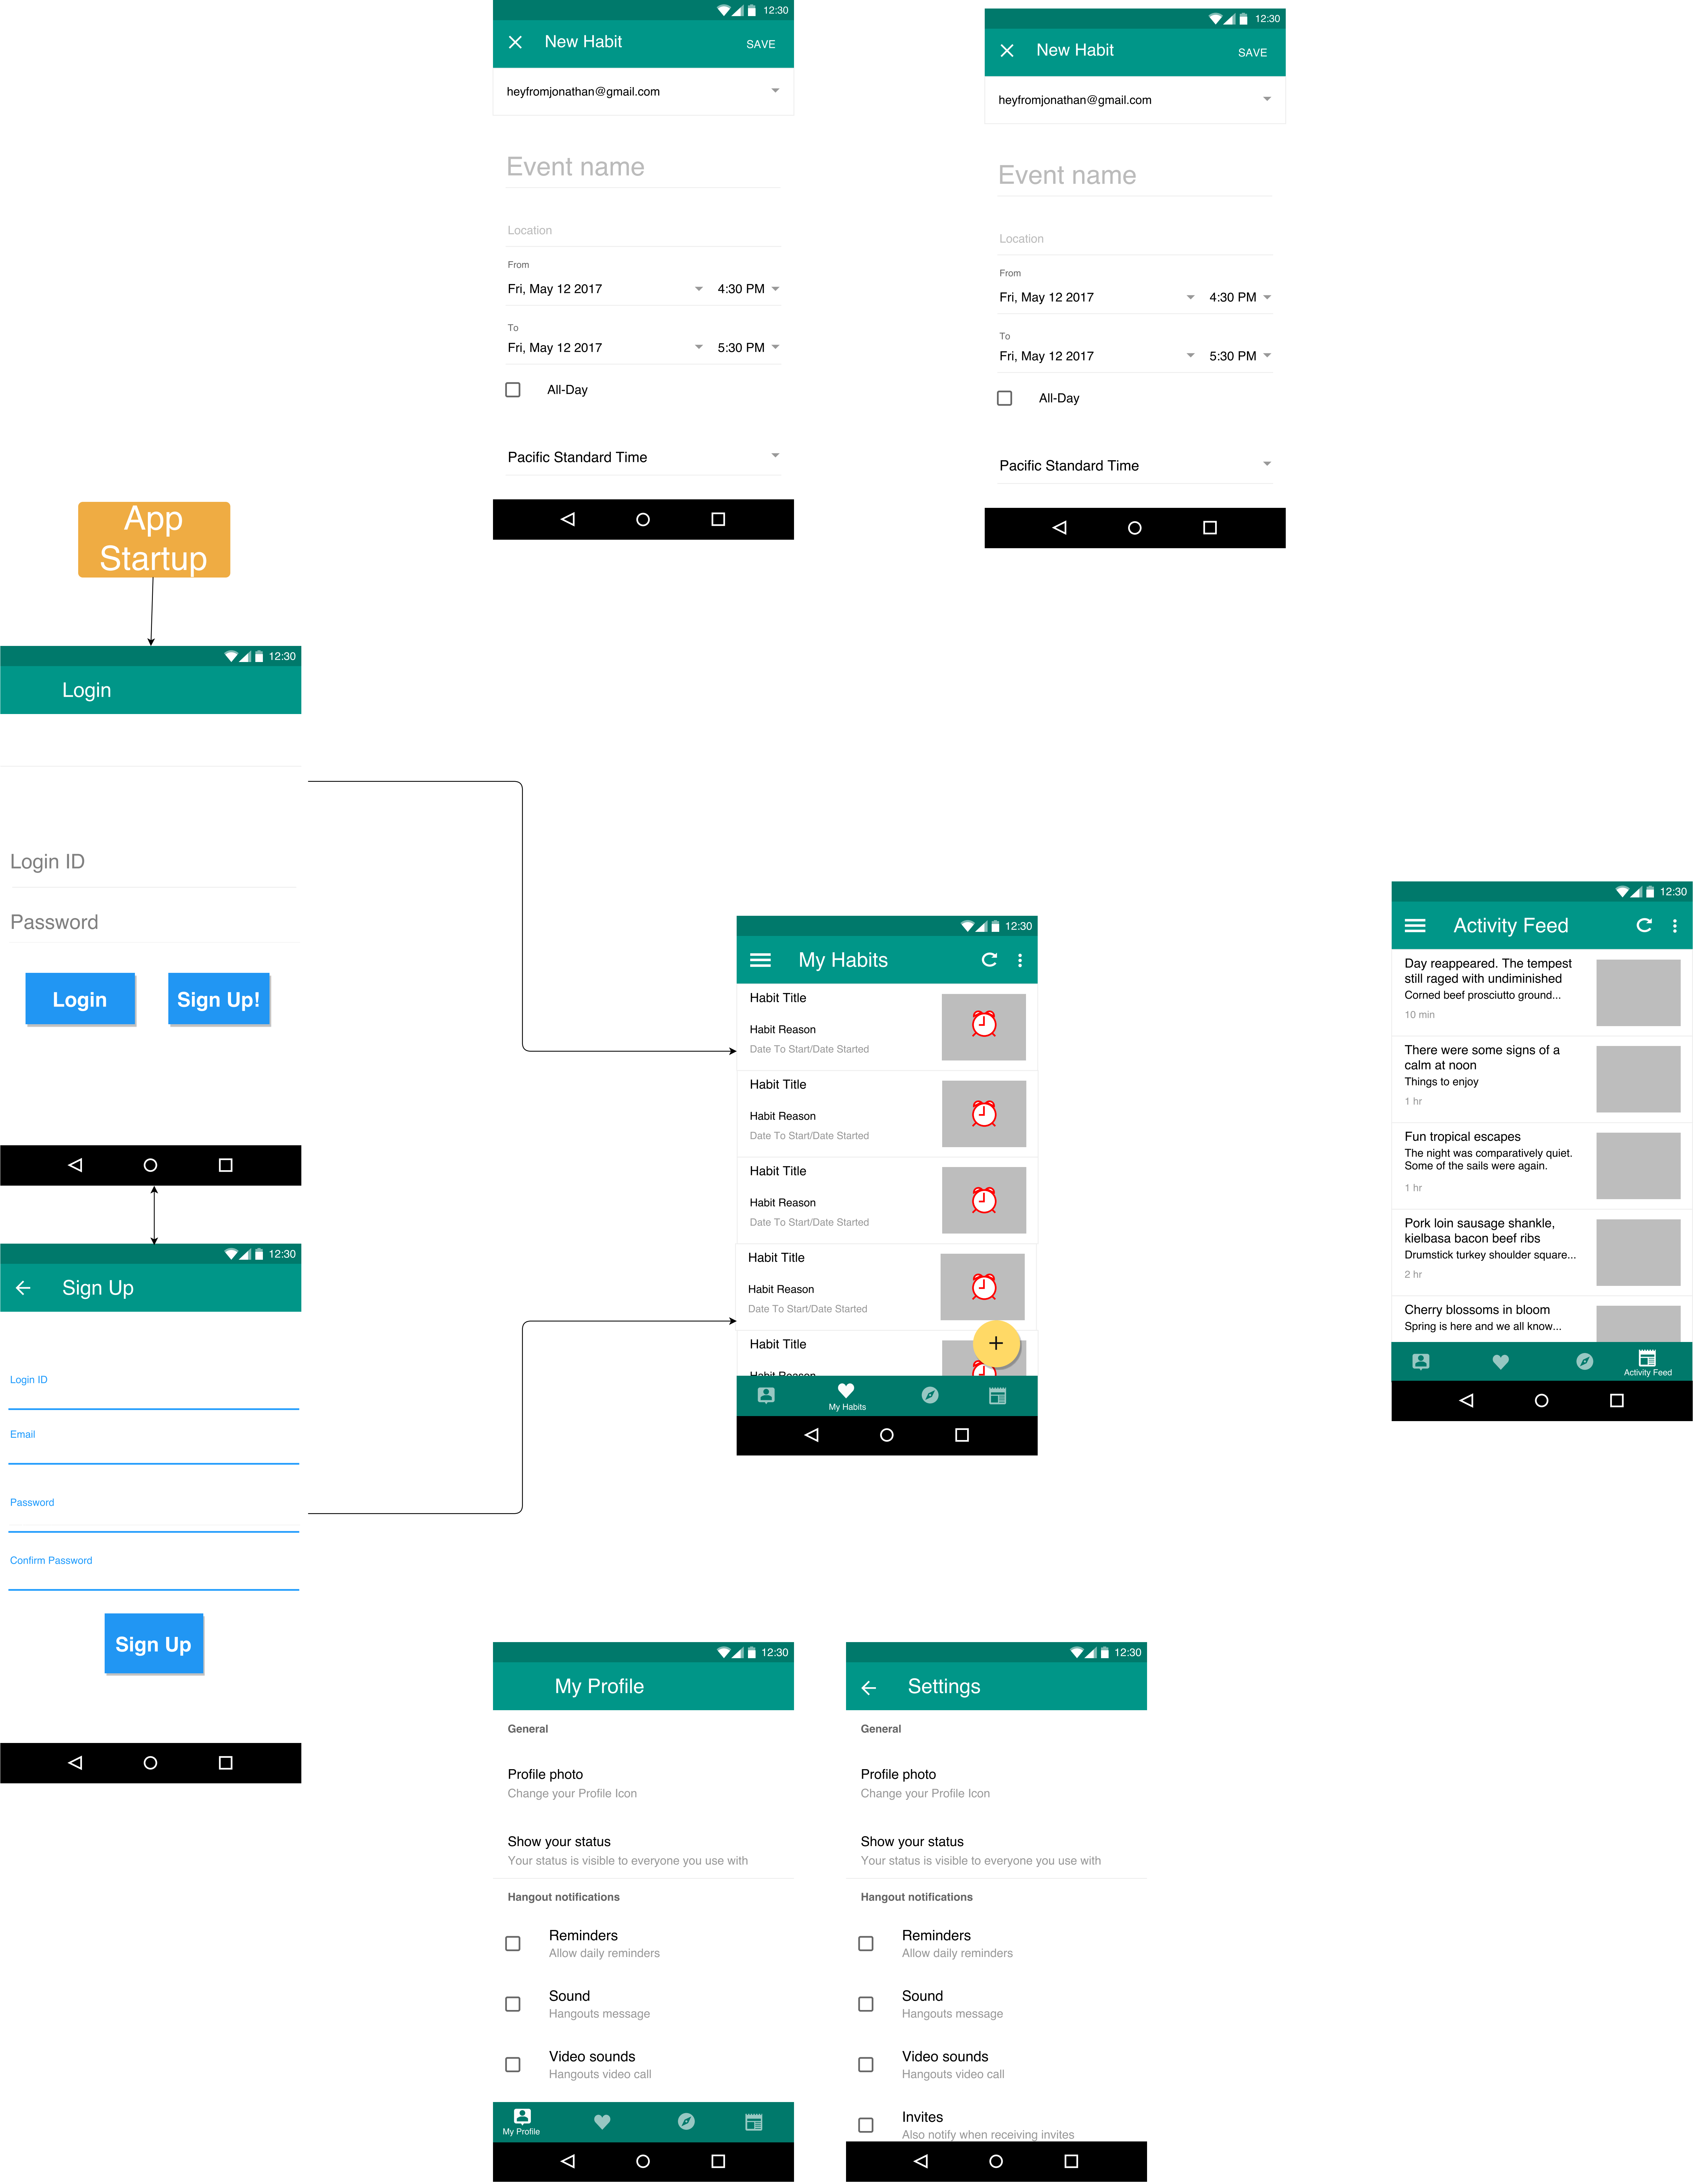 12:30
New Habit
SAVE
heyfromjonathan@gmail.com
Event name
Location
From
Fri, May 12 2017 4:30 PM
To
Fri, May 12 2017 5:30 PM
All-Day
Pacific Standard Time
12:30
New Habit
SAVE
heyfromjonathan@gmail.com
Event name
Location
From
Fri, May 12 2017 4:30 PM
To
Fri, May 12 2017 5:30 PM
All-Day
Pacific Standard Time
App
Startup
12:30
Login
Login ID
Password
Login
Sign Up!
12:30
Sign Up
Login ID
Email
Password
Confirm Password
Sign Up
12:30
My Habits
Habit Title
Habit Reason
Date To Start/Date Started
Habit Title
Habit Reason
Date To Start/Date Started
Habit Title
Habit Reason
Date To Start/Date Started
Habit Title
Habit Reason
Date To Start/Date Started
Habit Title
Habit Reason
My Habits
12:30
Activity Feed
Day reappeared. The tempest
still raged with undiminished
Corned beef prosciutto ground...
10 min
There were some signs of a
calm at noon
Things to enjoy
1 hr
Fun tropical escapes
The night was comparatively quiet.
Some of the sails were again.
1 hr
Pork loin sausage shankle,
kielbasa bacon beef ribs
Drumstick turkey shoulder square...
2 hr
Cherry blossoms in bloom
Spring is here and we all know...
Activity Feed
12:30
My Profile
General
Profile photo
Change your Profile Icon
Show your status
Your status is visible to everyone you use with
Hangout notifications
Reminders
Allow daily reminders
Sound
Hangouts message
Video sounds
Hangouts video call
My Profile
12:30
Settings
General
Profile photo
Change your Profile Icon
Show your status
Your status is visible to everyone you use with
Hangout notifications
Reminders
Allow daily reminders
Sound
Hangouts message
Video sounds
Hangouts video call
Invites
Also notify when receiving invites